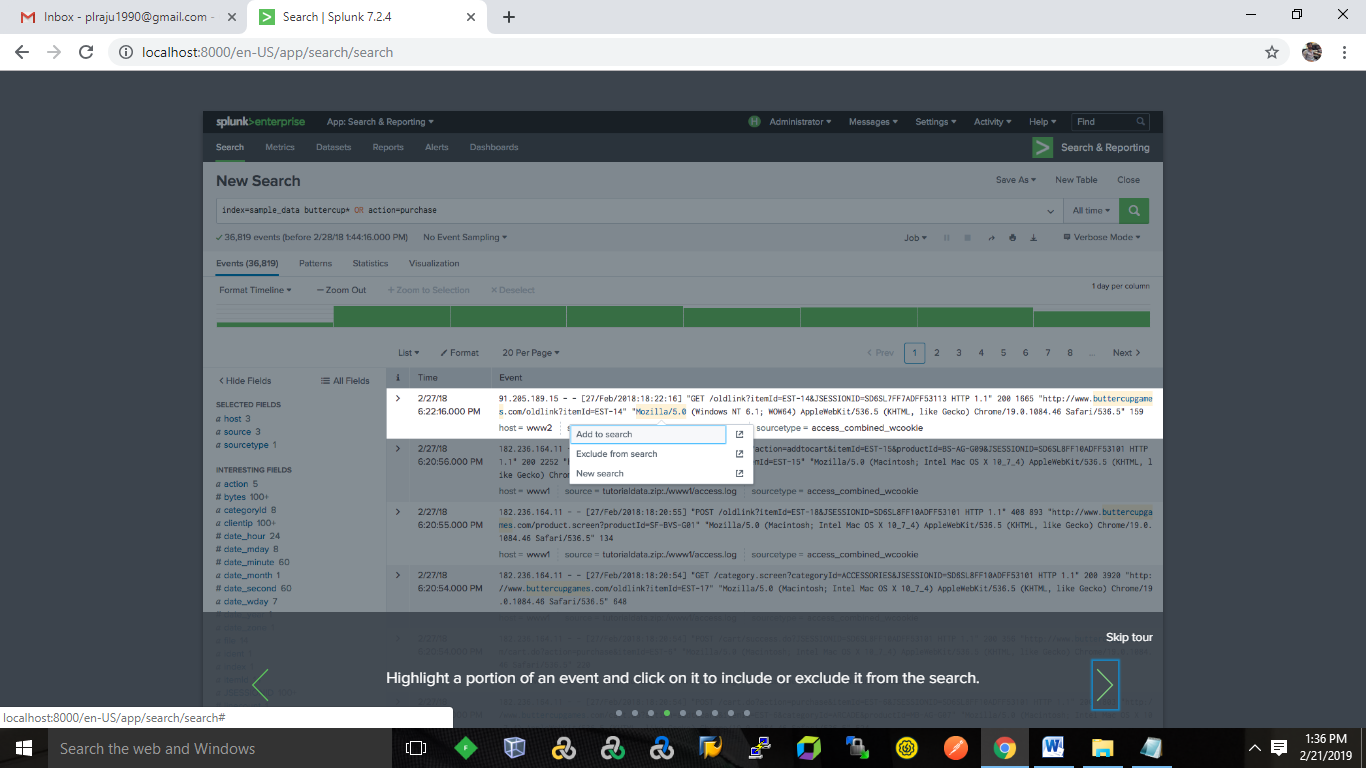 Inbox - plraju1990@gmail.com -
Search | Splunk 7.2.4
localhost:8000/en-US/app/search/search
splunk>enterprise App: Search & Reporting
Administrator Messages Settings Activity Help Find
Search Metrics Datasets Reports Alerts Dashboards
Search & Reporting
New Search
Save As New Table Close
index=sample_data buttercup* OR action=purchase
All time
36,819 events (before 2/28/18 1:44:16.000 PM) No Event Sampling
Job Verbose Mode
Events (36,819) Patterns Statistics Visualization
Format Timeline — Zoom Out + Zoom to Selection × Deselect
1 day per column
List Format 20 Per Page
< Prev 1 2 3 4 5 6 7 8 ... Next >
< Hide Fields All Fields
i Time Event
SELECTED FIELDS
a host 3
a source 3
a sourcetype 1
INTERESTING FIELDS
a action 5
# bytes 100+
a categoryId 8
a clientip 100+
# date_hour 24
# date_mday 8
# date_minute 60
a date_month 1
# date_second 60
a date_wday 7
2/27/18
6:22:16.000 PM
91.205.189.15 - - [27/Feb/2018:18:22:16] "GET /oldlink?itemId=EST-14&JSESSIONID=SD6SL7FF7ADFF53113 HTTP 1.1" 200 1665 "http://www.buttercupgame
s.com/oldlink?itemId=EST-14" "Mozilla/5.0 (Windows NT 6.1; WOW64) AppleWebKit/536.5 (KHTML, like Gecko) Chrome/19.0.1084.46 Safari/536.5" 159
host = www2 sourcetype = access_combined_wcookie
Add to search
Exclude from search
New search
2/27/18
6:20:56.000 PM
182.236.164.11 - - [27/Feb/2018:18:20:56]
action=addtocart&itemId=EST-15&productId=BS-AG-G09&JSESSIONID=SD6SL8FF10ADFF53101 HTTP
1.1" 200 2252 "
emId=EST-15" "Mozilla/5.0 (Macintosh; Intel Mac OS X 10_7_4) AppleWebKit/536.5 (KHTML, l
ike Gecko)
host = www1 source = tutorialdata.zip:/www1/access.log sourcetype = access_combined_wcookie
2/27/18
6:20:55.000 PM
182.236.164.11 - - [27/Feb/2018:18:20:55] "POST /oldlink?itemId=EST-18&JSESSIONID=SD6SL8FF10ADFF53101 HTTP 1.1" 408 893 "http://www.buttercupga
mes.com/product.screen?productId=SF-BVS-G01" "Mozilla/5.0 (Macintosh; Intel Mac OS X 10_7_4) AppleWebKit/536.5 (KHTML, like Gecko) Chrome/19.0.
1084.46 Safari/536.5" 134
host = www1 source = tutorialdata.zip:/www1/access.log sourcetype = access_combined_wcookie
2/27/18
6:20:54.000 PM
182.236.164.11 - - [27/Feb/2018:18:20:54] "GET /category.screen?categoryId=ACCESSORIES&JSESSIONID=SD6SL8FF10ADFF53101 HTTP 1.1" 200 3920 "http:
//www.buttercupgames.com/oldlink?itemId=EST-17" "Mozilla/5.0 (Macintosh; Intel Mac OS X 10_7_4) AppleWebKit/536.5 (KHTML, like Gecko) Chrome/19
.0.1084.46 Safari/536.5" 648
Skip tour
Highlight a portion of an event and click on it to include or exclude it from the search.
localhost:8000/en-US/app/search/search#
Search the web and Windows
1:36 PM
2/21/2019